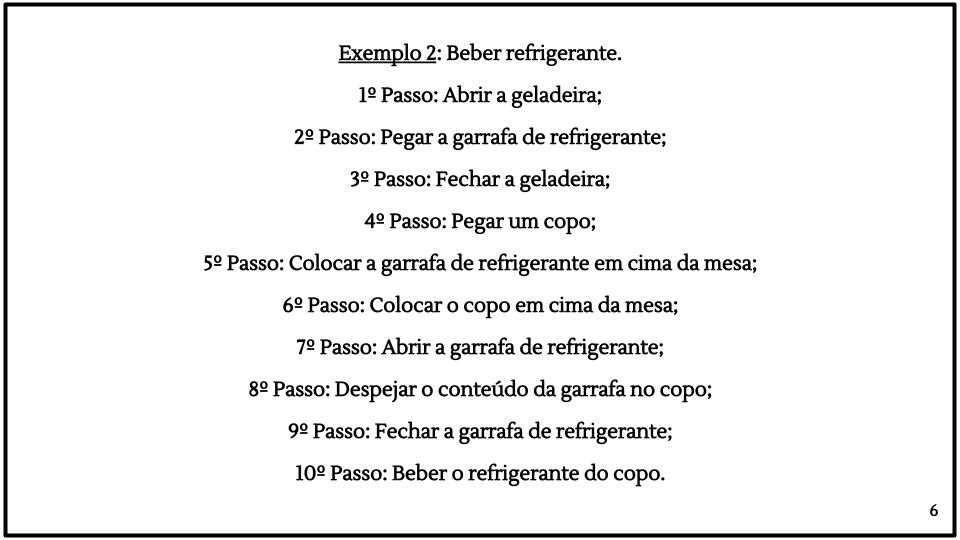 Exemplo 2: Beber refrigerante.
1º Passo: Abrir a geladeira;
2º Passo: Pegar a garrafa de refrigerante;
3º Passo: Fechar a geladeira;
4º Passo: Pegar um copo;
5º Passo: Colocar a garrafa de refrigerante em cima da mesa;
6º Passo: Colocar o copo em cima da mesa;
7º Passo: Abrir a garrafa de refrigerante;
8º Passo: Despejar o conteúdo da garrafa no copo;
9º Passo: Fechar a garrafa de refrigerante;
10º Passo: Beber o refrigerante do copo.
6